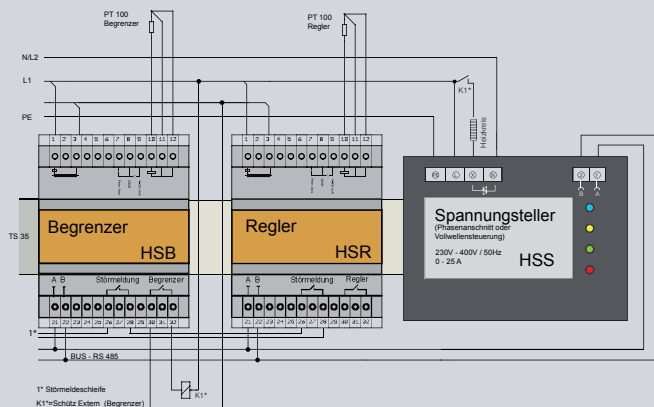 PT 100
Begrenzer
PT 100
Regler
N/L2
L1
K1*
PE
Heizkreis
1 2 3 4 5 6 7 8 9 10 11 12
1 2 3 4 5 6 7 8 9 10 11 12
PE L X N
2 1
B A
TS 35
Begrenzer
HSB
Regler
HSR
Spannungsteller
(Phasenanschnitt oder
Vollwellensteuerung)
230V - 400V / 50Hz
0 - 25 A
HSS
A B Störmeldung Begrenzer
A B Störmeldung Regler
21 22 23 24 25 26 27 28 29 30 31 32
21 22 23 24 25 26 27 28 29 30 31 32
1*
BUS - RS 485
K1*
1* Störmeldeschleife
K1*=Schütz Extern (Begrenzer)